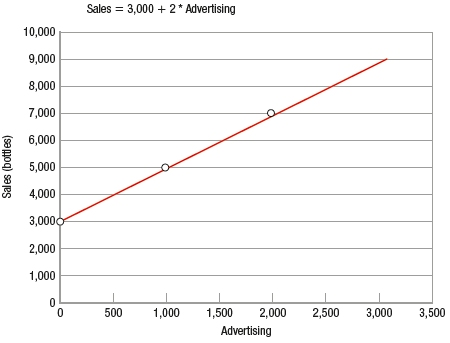 Sales = 3,000 + 2 * Advertising
10,000
9,000
8,000
7,000
6,000
5,000
4,000
3,000
2,000
1,000
0
Sales (bottles)
0 500 1,000 1,500 2,000 2,500 3,000 3,500
Advertising